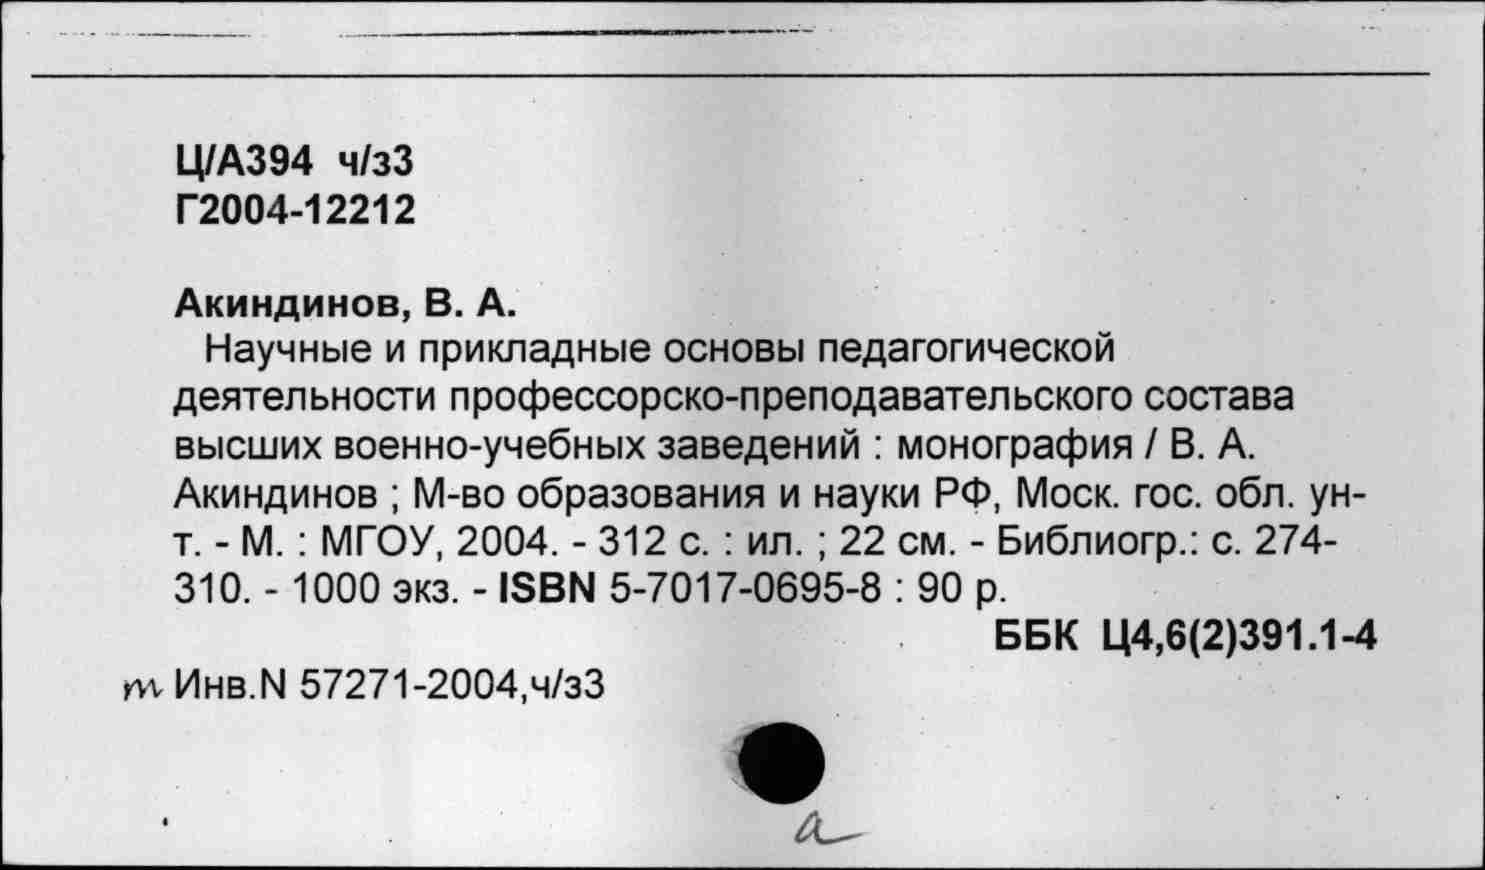 Ц/А394 ч/з3
Г2004-12212
Акиндинов, В. А.
Научные и прикладные основы педагогической
деятельности профессорско-преподавательского состава
высших военно-учебных заведений : монография / В. А.
Акиндинов ; М-во образования и науки РФ, Моск. гос. обл. ун-
т. - М. : МГОУ, 2004. - 312 с. : ил. ; 22 см. - Библиогр.: с. 274-
310. - 1000 экз. - ISBN 5-7017-0695-8 : 90 р.
ББК Ц4,6(2)391.1-4
т Инв.N 57271-2004,ч/з3
а